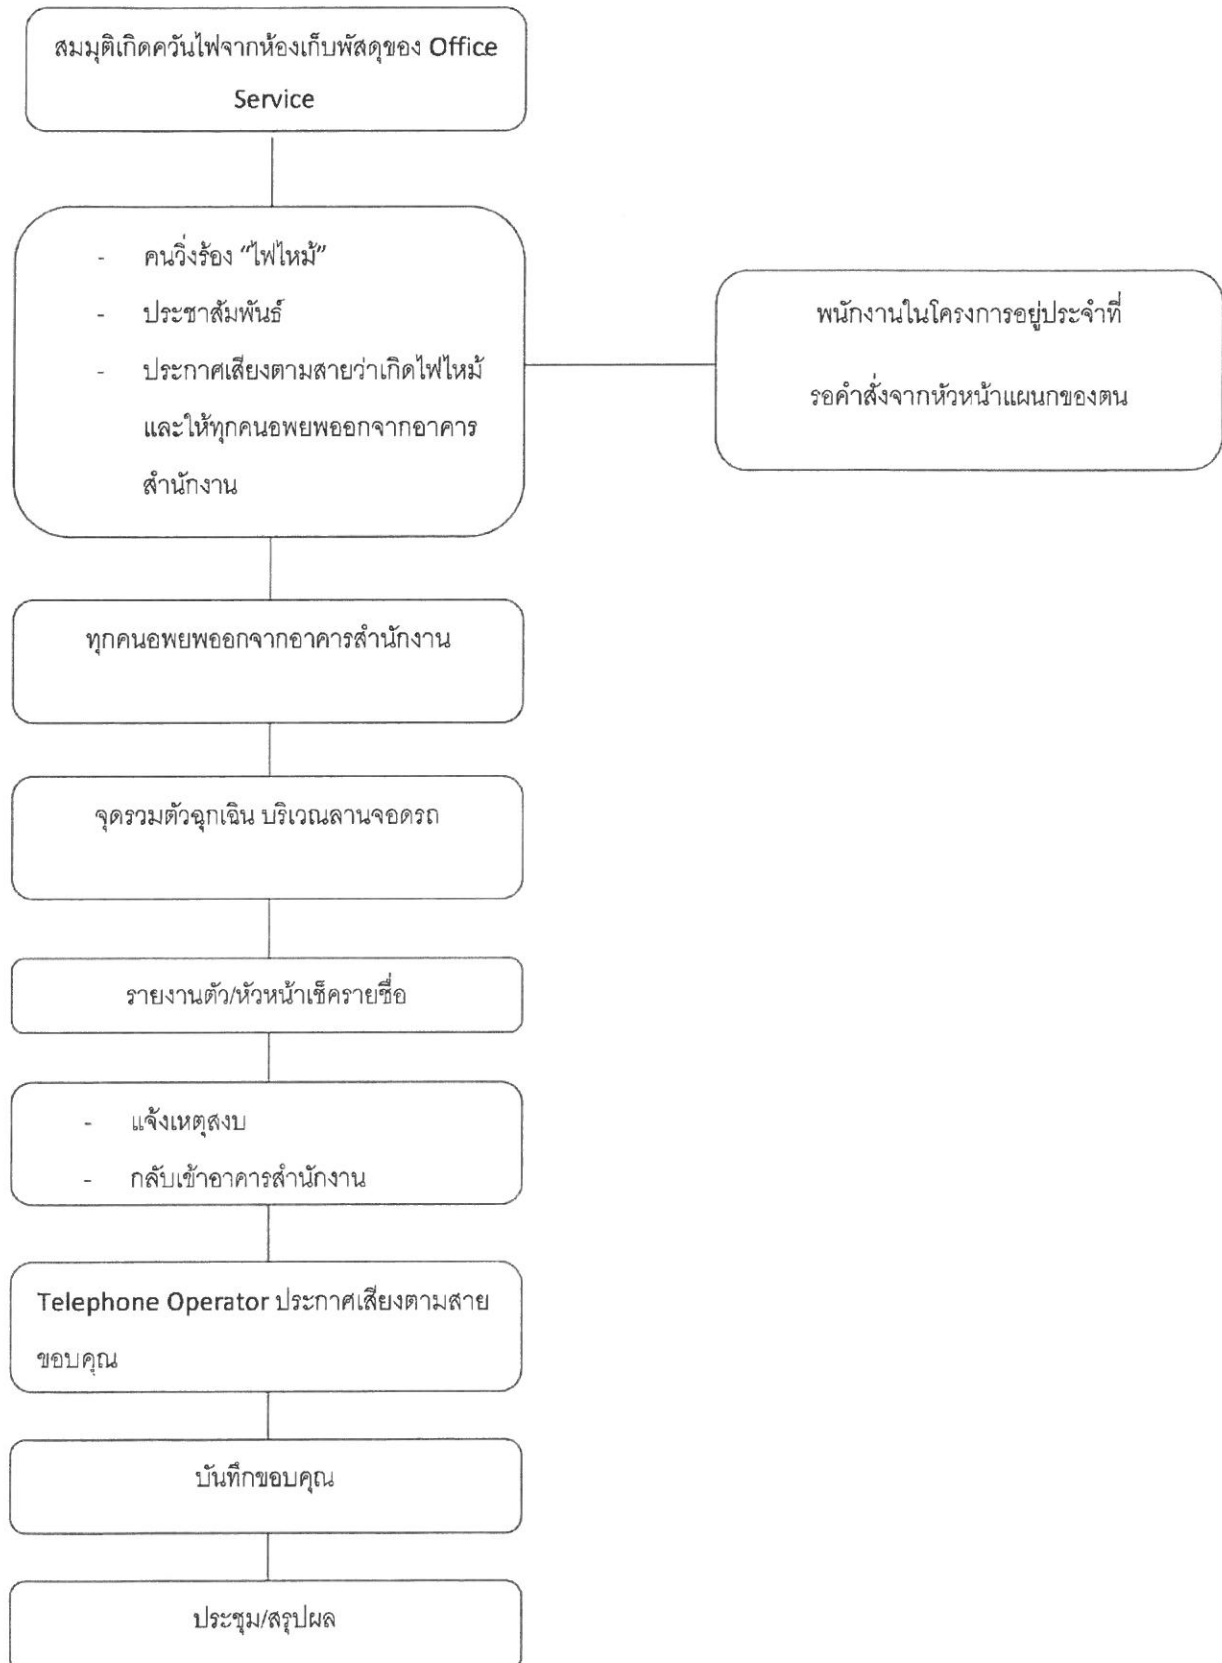 สมมุติเกิดควันไฟจากห้องเก็บพัสดุของ Office
Service
- คนวิ่งร้อง “ไฟไหม้”
- ประชาสัมพันธ์
- ประกาศเสียงตามสายว่าเกิดไฟไหม้
และให้ทุกคนอพยพออกจากอาคาร
สำนักงาน
พนักงานในโครงการอยู่ประจำที่
รอคำสั่งจากหัวหน้าแผนกของตน
ทุกคนอพยพออกจากอาคารสำนักงาน
จุดรวมตัวฉุกเฉิน บริเวณลานจอดรถ
รายงานตัว/หัวหน้าเช็ครายชื่อ
- แจ้งเหตุสงบ
- กลับเข้าอาคารสำนักงาน
Telephone Operator ประกาศเสียงตามสาย
ขอบคุณ
บันทึกขอบคุณ
ประชุม/สรุปผล